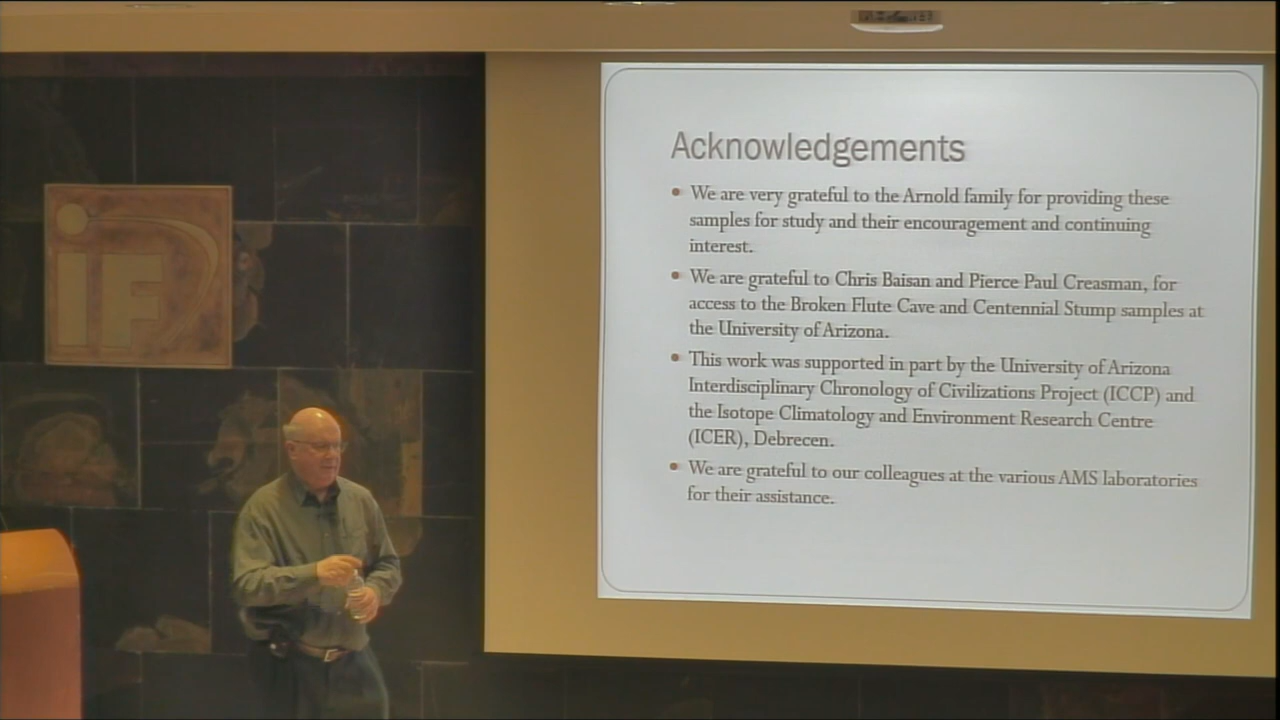 iF
Acknowledgements
• We are very grateful to the Arnold family for providing these
samples for study and their encouragement and continuing
interest.
• We are grateful to Chris Baisan and Pierce Paul Creasman, for
access to the Broken Flute Cave and Centennial Stump samples at
the University of Arizona.
• This work was supported in part by the University of Arizona
Interdisciplinary Chronology of Civilizations Project (ICCP) and
the Isotope Climatology and Environment Research Centre
(ICER), Debrecen.
• We are grateful to our colleagues at the various AMS laboratories
for their assistance.